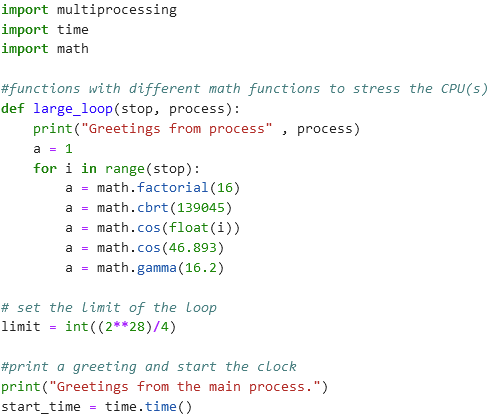 import multiprocessing
import time
import math

#functions with different math functions to stress the CPU(s)
def large_loop(stop, process):
    print("Greetings from process" , process)
    a = 1
    for i in range(stop):
        a = math.factorial(16)
        a = math.cbrt(139045)
        a = math.cos(float(i))
        a = math.cos(46.893)
        a = math.gamma(16.2)

# set the limit of the loop
limit = int((2**28)/4)

#print a greeting and start the clock
print("Greetings from the main process.")
start_time = time.time()